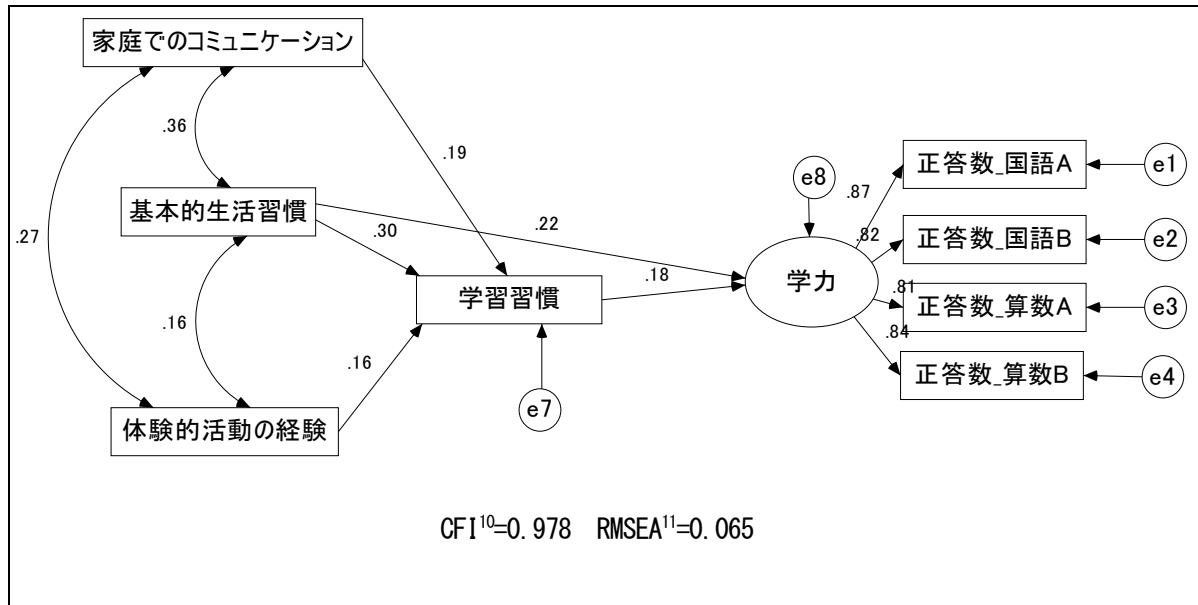 家庭でのコミュニケーション
.36
.19
基本的生活習慣
.27
.30
.22
.16
学習習慣
.18
.16
体験的活動の経験
e7
e8
学力
.87
.82
.81
.84
正答数_国語A
e1
正答数_国語B
e2
正答数_算数A
e3
正答数_算数B
e4
CFI10=0.978 RMSEA11=0.065